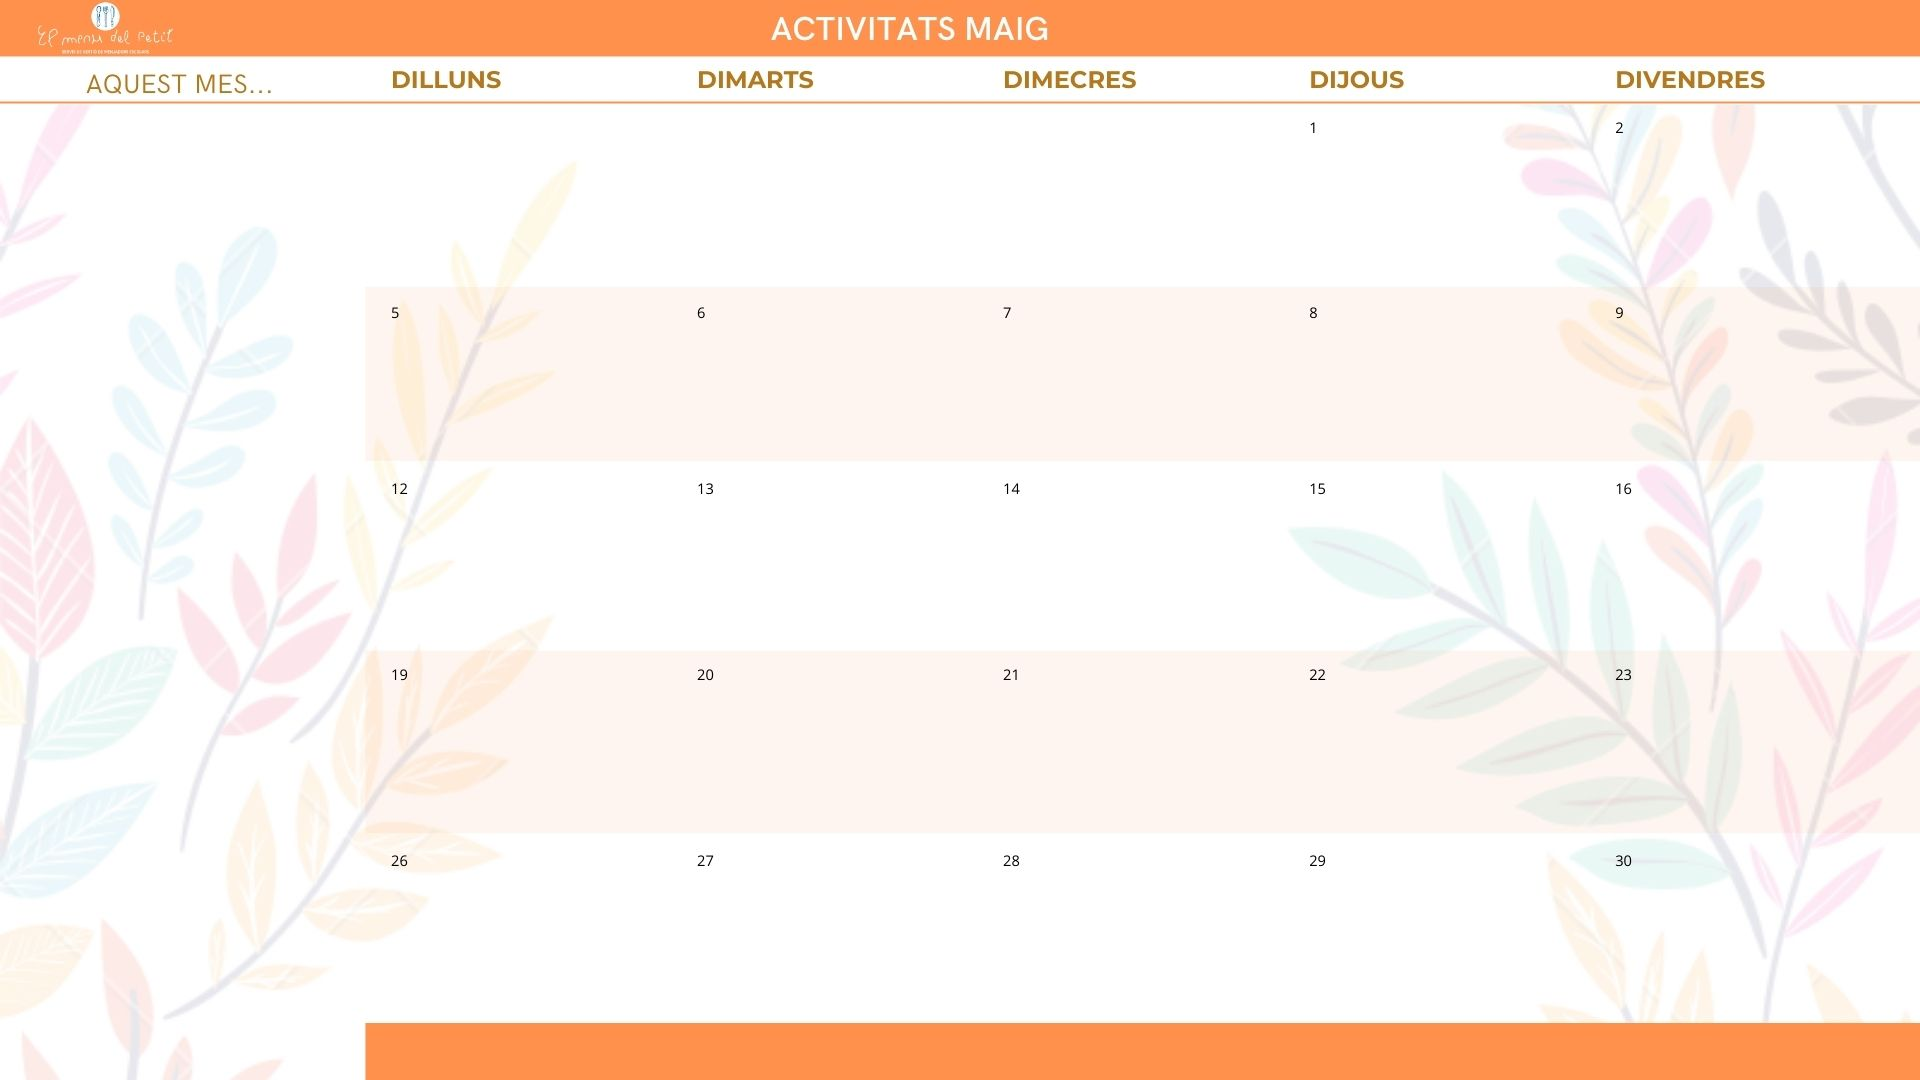 El menu del Petit
ACTIVITATS MAIG
AQUEST MES...
DILLUNS DIMARTS DIMECRES DIJOUS DIVENDRES
1 2
5 6 7 8 9
12 13 14 15 16
19 20 21 22 23
26 27 28 29 30